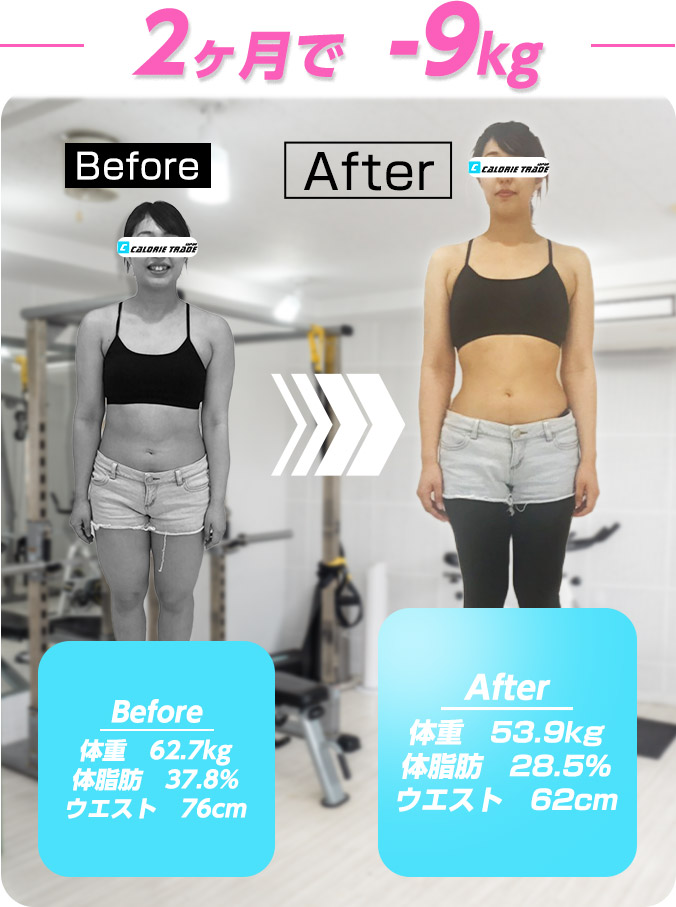 2ヶ月で -9kg
Before
After
C CALORIE TRADE JAPAN
C CALORIE TRADE JAPAN
Before
体重 62.7kg
体脂肪 37.8%
ウエスト 76cm
After
体重 53.9kg
体脂肪 28.5%
ウエスト 62cm